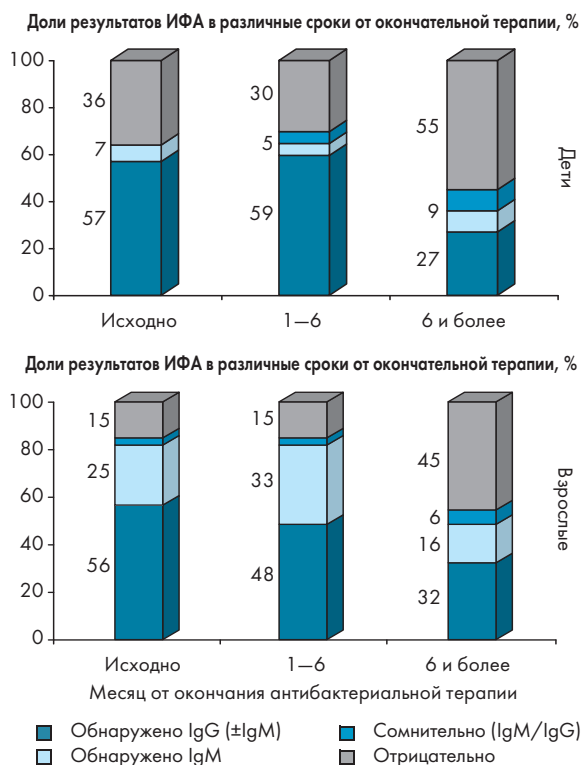 Доли результатов ИФА в различные сроки от окончательной терапии, %
100
80
60
40
20
0
36
7
57
30
5
59
55
9
27
Дети
Исходно
1—6
6 и более
Доли результатов ИФА в различные сроки от окончательной терапии, %
100
80
60
40
20
0
15
25
56
15
33
48
45
6
16
32
Взрослые
Исходно
1—6
6 и более
Месяц от окончания антибактериальной терапии
Обнаружено IgG (±IgM)
Сомнительно (IgM/IgG)
Обнаружено IgM
Отрицательно